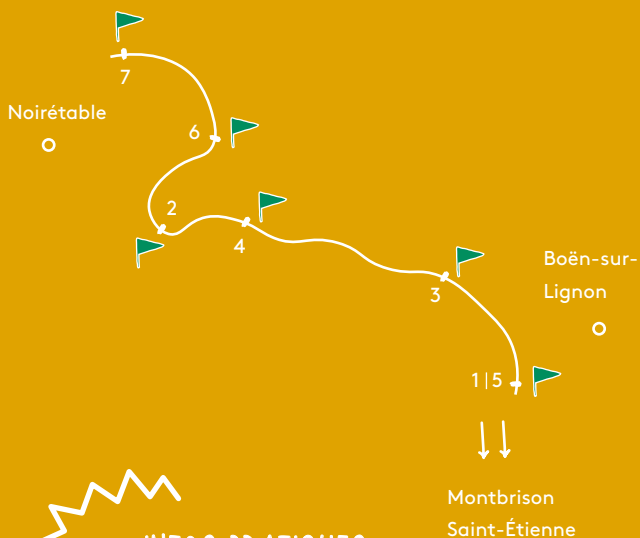 7
Noirétable
6
2
4
Boën-sur-
Lignon
3
1|5
Montbrison
Saint-Étienne